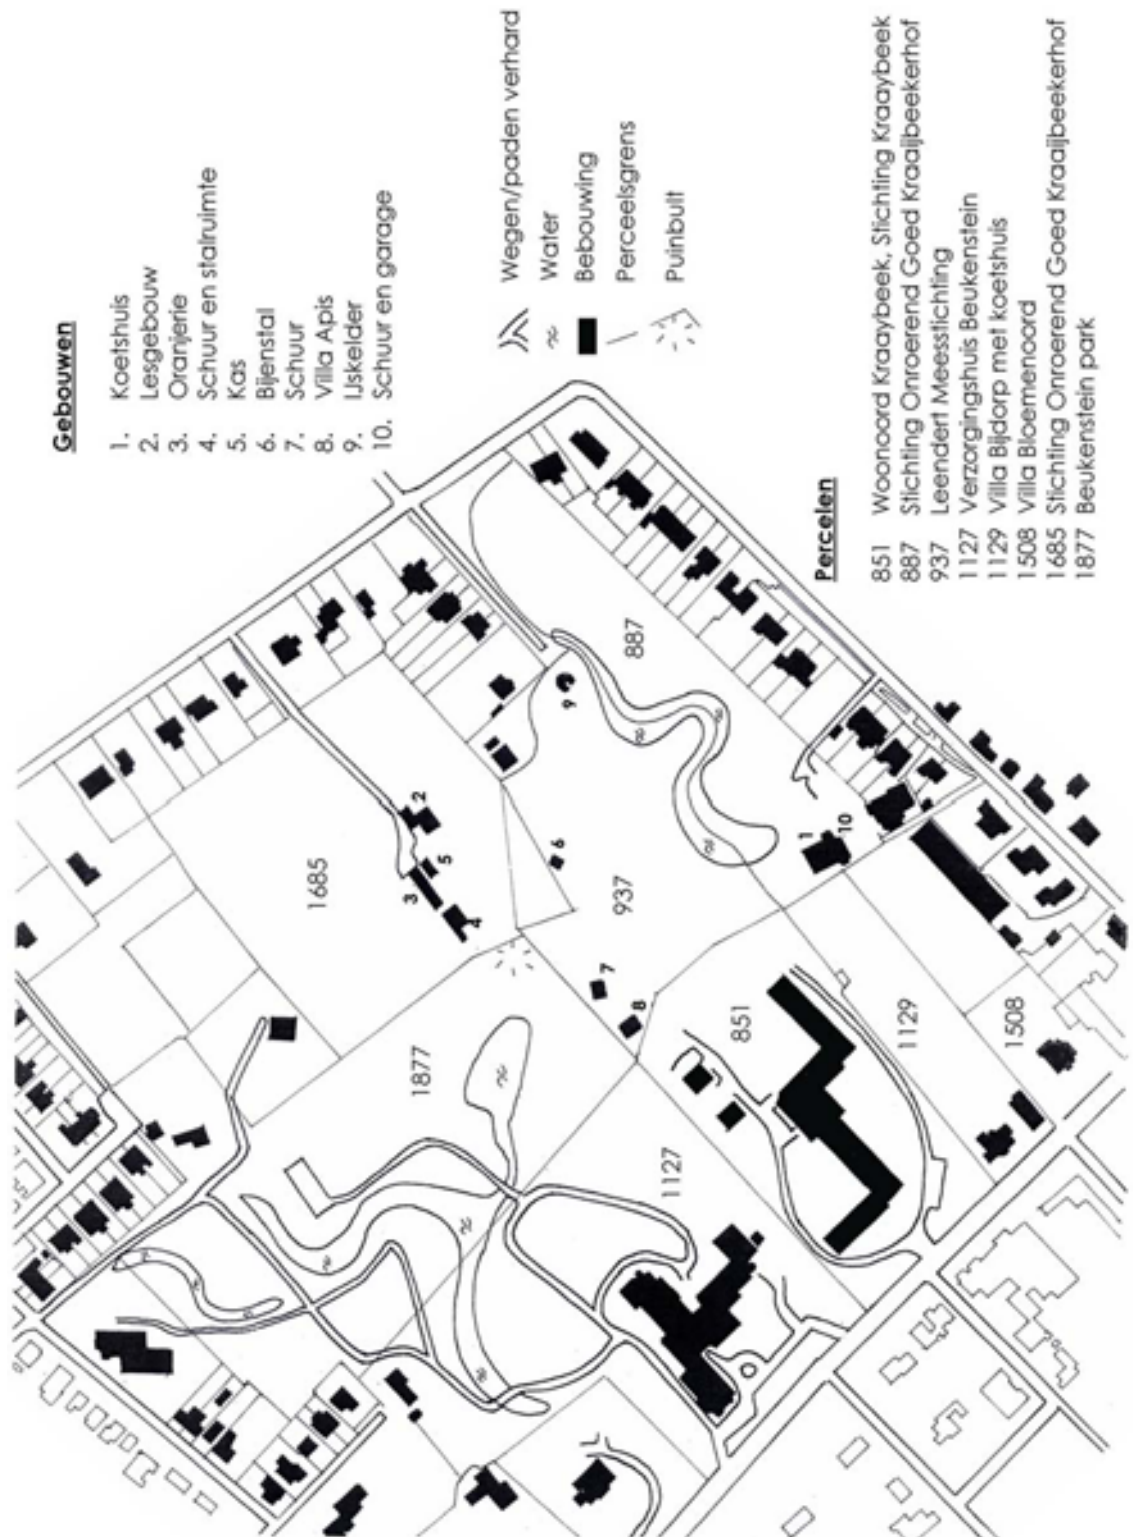 Gebouwen
1. Koetshuis
2. Lesgebouw
3. Oranjerie
4. Schuur en stalruimte
5. Kas
6. Bijenstal
7. Schuur
8. Villa Apis
9. IJskelder
10. Schuur en garage
Wegen/paden verhard
Water
Bebouwing
Perceelsgrens
Puinbult
Percelen
851 Woonoord Kraaybeek, Stichting Kraaybeek
887 Stichting Onroerend Goed Kraaijbeekerhof
937 Leendert Meesstichting
1127 Verzorgingshuis Beukenstein
1129 Villa Bijdorp met koetshuis
1508 Villa Bloemenoord
1685 Stichting Onroerend Goed Kraaijbeekerhof
1877 Beukenstein park
1685
887
937
1877
851
1129
1508
1127
1
2
3
4
5
6
7
8
9
10